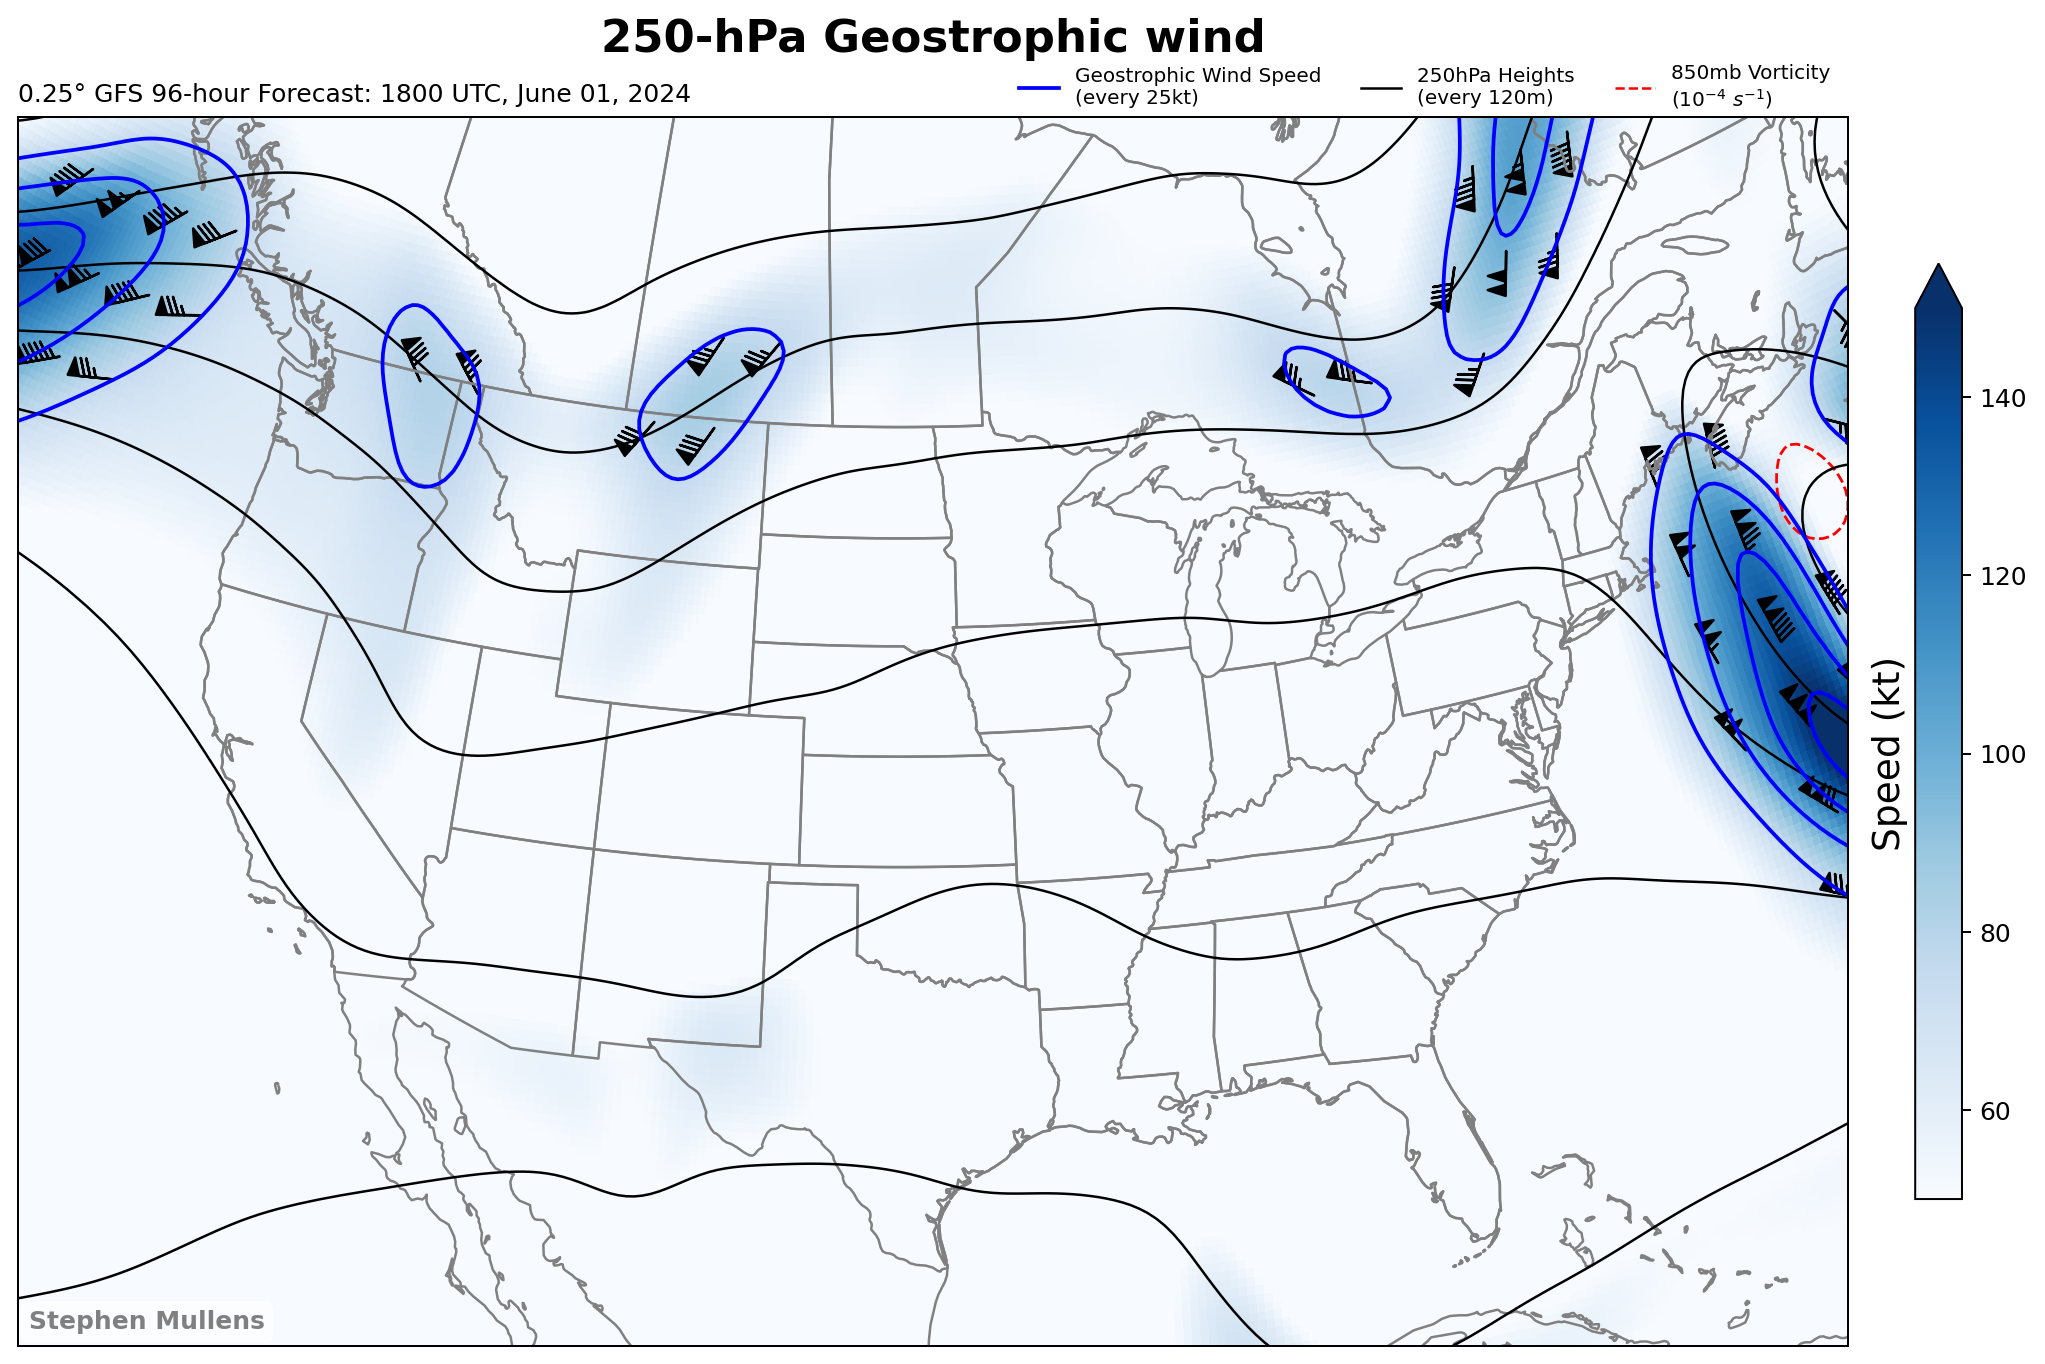 250-hPa Geostrophic wind
0.25° GFS 96-hour Forecast: 1800 UTC, June 01, 2024
Geostrophic Wind Speed
(every 25kt)
250hPa Heights
(every 120m)
850mb Vorticity
(10⁻⁴ s⁻¹)
140
120
100
80
60
Speed (kt)
Stephen Mullens